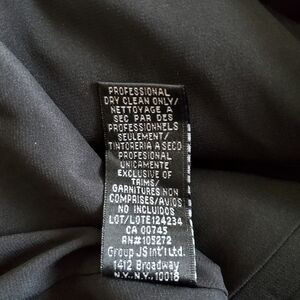 PROFESSIONAL
DRY CLEAN ONLY/
NETTOYAGE A
SEC PAR DES
PROFESSIONNELS
SEULEMENT/
TINTORERIA A SECO
PROFESIONAL
UNICAMENTE
EXCLUSIVE OF
TRIMS/
GARNITURES NON
COMPRISES/AVIOS
NO INCLUIDOS
LOT/LOTE124234
CA 00745
RN#105272
Group JS Int'l Ltd.
1412 Broadway
N.Y. N.Y. 10018